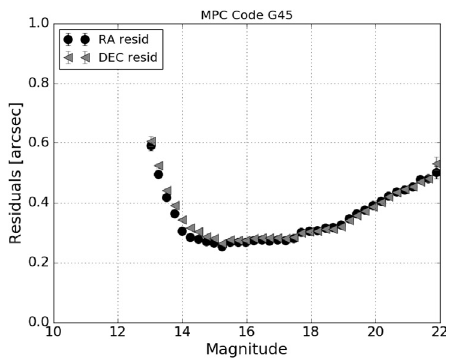 MPC Code G45
RA resid
DEC resid
Residuals [arcsec]
1.0
0.8
0.6
0.4
0.2
0.0
10 12 14 16 18 20 22
Magnitude